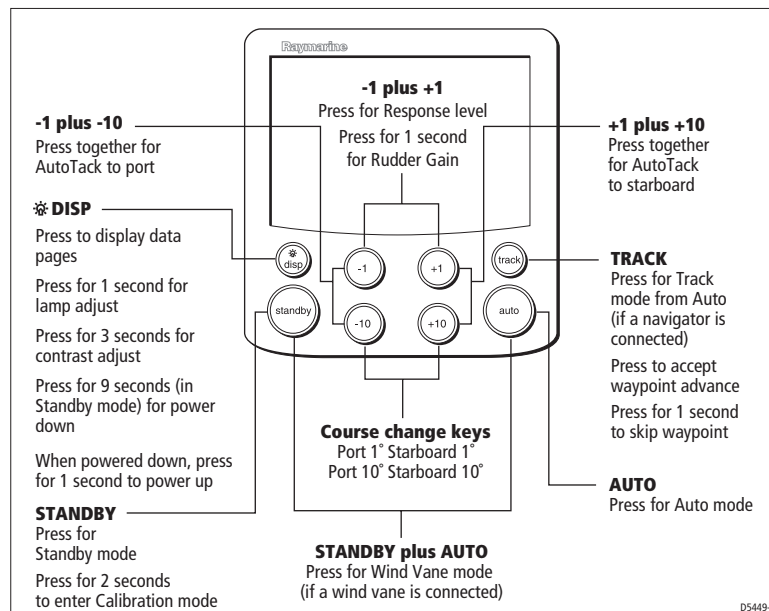 Raymarine
-1 plus +1
Press for Response level
Press for 1 second
for Rudder Gain
-1 plus -10
Press together for
AutoTack to port
+1 plus +10
Press together
for AutoTack
to starboard
DISP
Press to display data
pages
Press for 1 second for
lamp adjust
Press for 3 seconds for
contrast adjust
Press for 9 seconds (in
Standby mode) for power
down
When powered down, press
for 1 second to power up
STANDBY
Press for
Standby mode
Press for 2 seconds
to enter Calibration mode
disp
-1
+1
track
standby
-10
+10
auto
TRACK
Press for Track
mode from Auto
(if a navigator is
connected)
Press to accept
waypoint advance
Press for 1 second
to skip waypoint
AUTO
Press for Auto mode
Course change keys
Port 1° Starboard 1°
Port 10° Starboard 10°
STANDBY plus AUTO
Press for Wind Vane mode
(if a wind vane is connected)